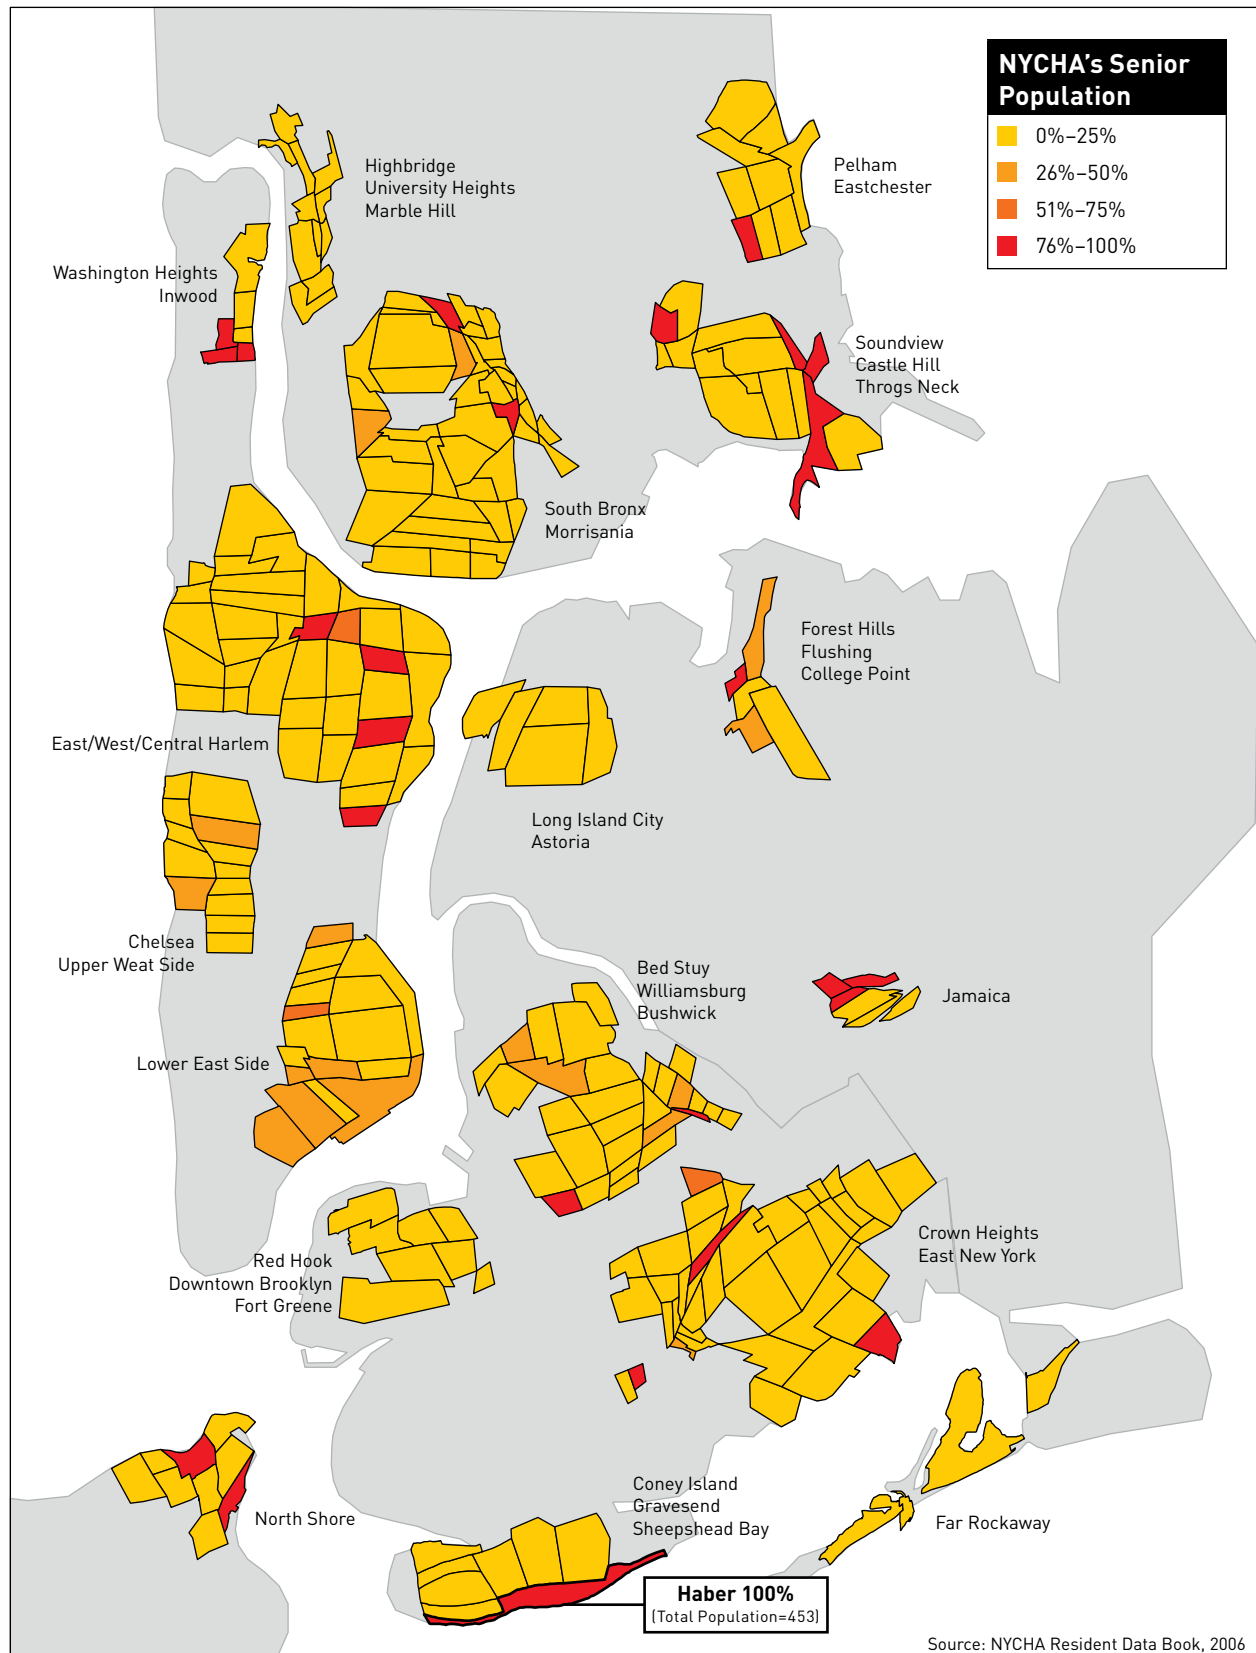 NYCHA's Senior
Population
0%–25%
26%–50%
51%–75%
76%–100%
Highbridge
University Heights
Marble Hill
Pelham
Eastchester
Washington Heights
Inwood
Soundview
Castle Hill
Throgs Neck
South Bronx
Morrisania
Forest Hills
Flushing
College Point
East/West/Central Harlem
Long Island City
Astoria
Chelsea
Upper Weat Side
Bed Stuy
Williamsburg
Bushwick
Jamaica
Lower East Side
Crown Heights
East New York
Red Hook
Downtown Brooklyn
Fort Greene
Coney Island
Gravesend
Sheepshead Bay
North Shore
Far Rockaway
Haber 100%
(Total Population=453)
Source: NYCHA Resident Data Book, 2006